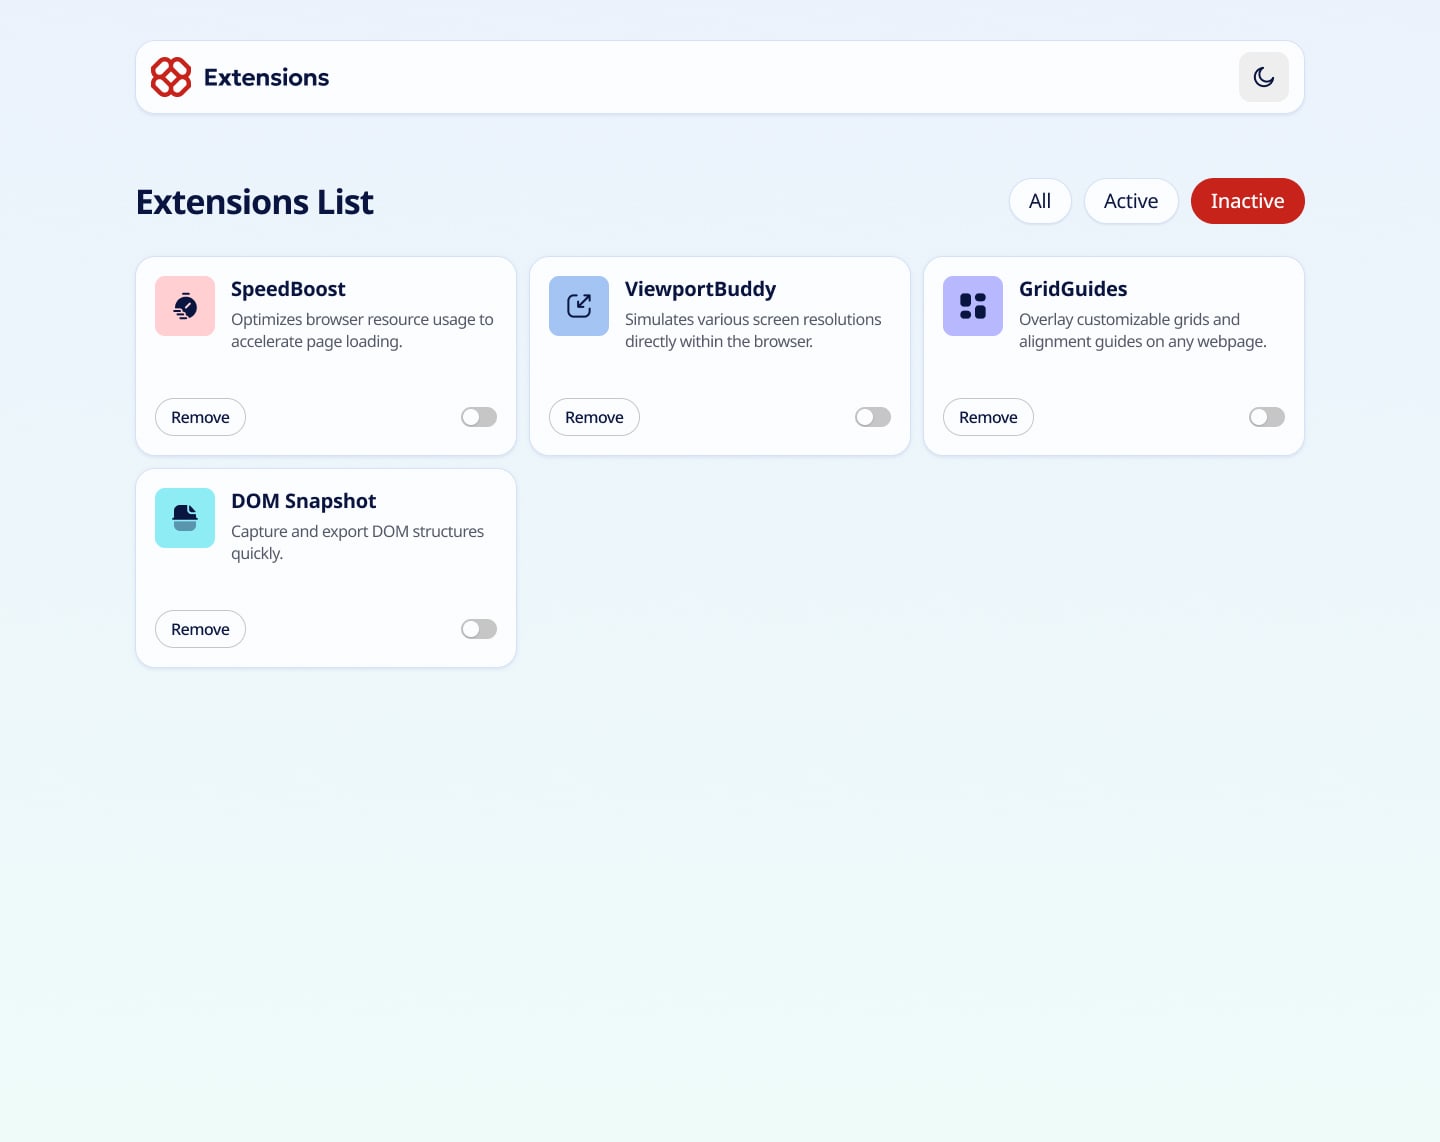 Extensions
Extensions List
All
Active
Inactive
SpeedBoost
Optimizes browser resource usage to
accelerate page loading.
Remove
ViewportBuddy
Simulates various screen resolutions
directly within the browser.
Remove
GridGuides
Overlay customizable grids and
alignment guides on any webpage.
Remove
DOM Snapshot
Capture and export DOM structures
quickly.
Remove